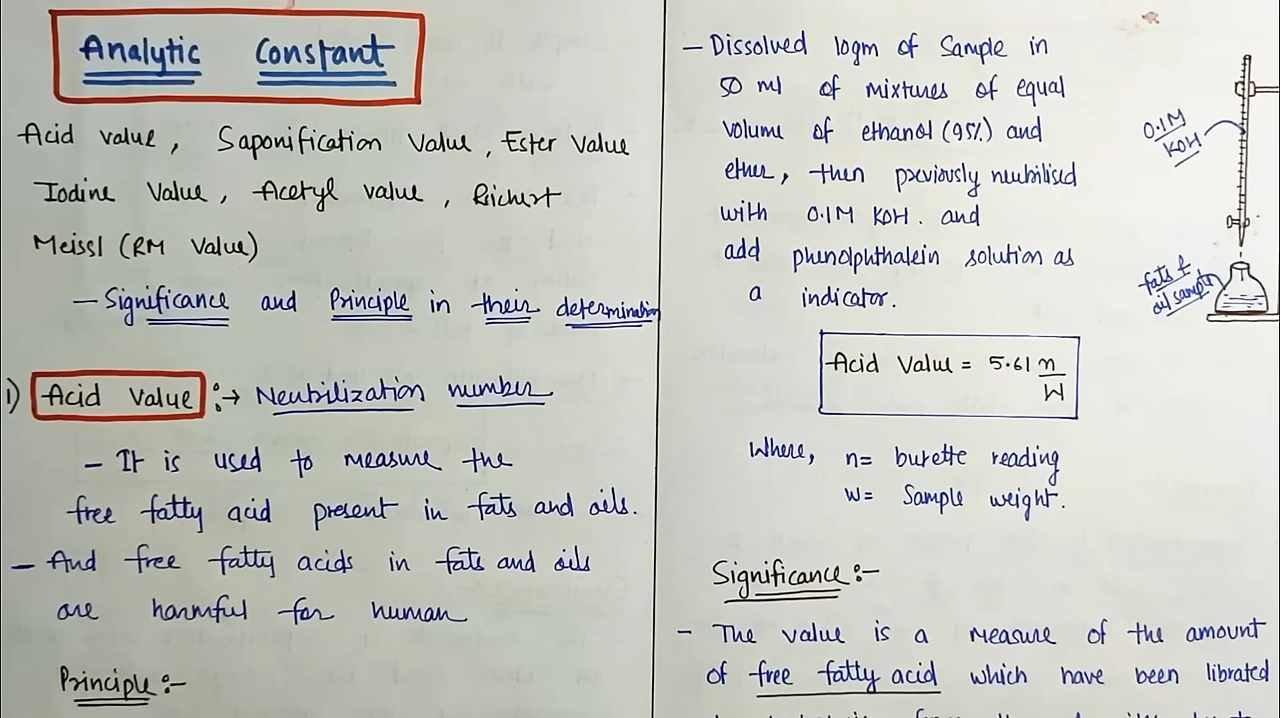 Analytic Constant
Acid value, Saponification Value, Ester Value
Iodine Value, Acetyl value, Richert
Meissl (RM Value)
– Significance and Principle in their determination
1) Acid Value :→ Neutrilization number
– It is used to measure the
free fatty acid present in fats and oils.
– And free fatty acids in fats and oils
are harmful for human
Principle :–
– Dissolved 10gm of Sample in
50 ml of mixtures of equal
volume of ethanol (95%) and
ether, then previously neutrilised
with 0.1M KOH. and
add phenolphthalein solution as
a indicator.
0.1M
KOH
fats &
oil sample
Acid Value = 5.61 n/W
Where, n= burette reading
w= Sample weight.
Significance :–
– The value is a measure of the amount
of free fatty acid which have been librated